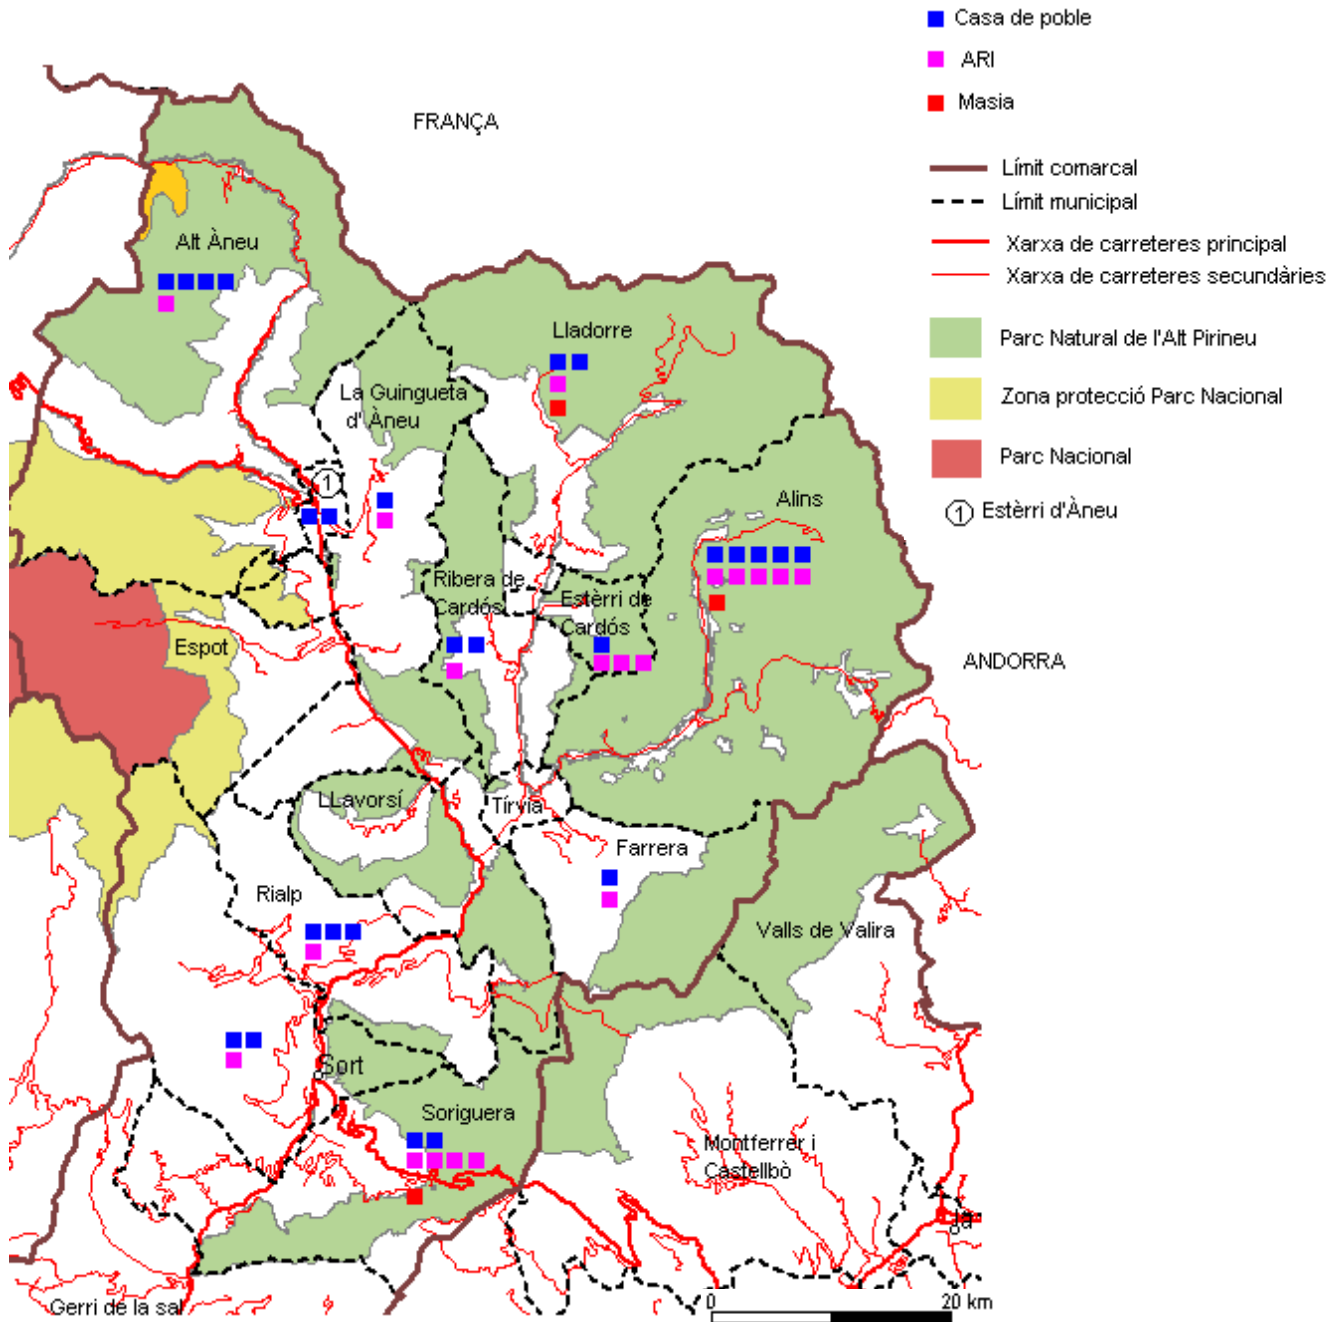 Casa de poble
ARI
Masia
FRANÇA
Límit comarcal
Límit municipal
Xarxa de carreteres principal
Xarxa de carreteres secundàries
Alt Àneu
Lladorre
Parc Natural de l'Alt Pirineu
La Guingueta
d' Àneu
Zona protecció Parc Nacional
Parc Nacional
1
Alins
1 Estèrri d'Àneu
Ribera de
Cardós
Estèrri de
Cardós
Espot
ANDORRA
LLavorsí
Tírvia
Farrera
Rialp
Valls de Valira
Sort
Soriguera
Montferrer i
Castellbò
Gerri de la sal
0 20 km